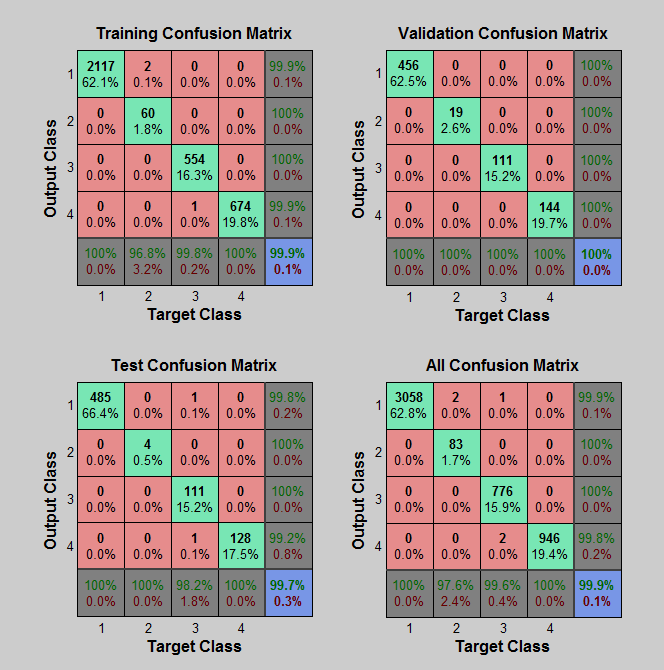 Training Confusion Matrix
Output Class
1 2117 2 0 0 99.9%
62.1% 0.1% 0.0% 0.0% 0.1%
2 0 60 0 0 100%
0.0% 1.8% 0.0% 0.0% 0.0%
3 0 0 554 0 100%
0.0% 0.0% 16.3% 0.0% 0.0%
4 0 0 1 674 99.9%
0.0% 0.0% 0.0% 19.8% 0.1%
100% 96.8% 99.8% 100% 99.9%
0.0% 3.2% 0.2% 0.0% 0.1%
1 2 3 4
Target Class
Validation Confusion Matrix
Output Class
1 456 0 0 0 100%
62.5% 0.0% 0.0% 0.0% 0.0%
2 0 19 0 0 100%
0.0% 2.6% 0.0% 0.0% 0.0%
3 0 0 111 0 100%
0.0% 0.0% 15.2% 0.0% 0.0%
4 0 0 0 144 100%
0.0% 0.0% 0.0% 19.7% 0.0%
100% 100% 100% 100% 100%
0.0% 0.0% 0.0% 0.0% 0.0%
1 2 3 4
Target Class
Test Confusion Matrix
Output Class
1 485 0 1 0 99.8%
66.4% 0.0% 0.1% 0.0% 0.2%
2 0 4 0 0 100%
0.0% 0.5% 0.0% 0.0% 0.0%
3 0 0 111 0 100%
0.0% 0.0% 15.2% 0.0% 0.0%
4 0 0 1 128 99.2%
0.0% 0.0% 0.1% 17.5% 0.8%
100% 100% 98.2% 100% 99.7%
0.0% 0.0% 1.8% 0.0% 0.3%
1 2 3 4
Target Class
All Confusion Matrix
Output Class
1 3058 2 1 0 99.9%
62.8% 0.0% 0.0% 0.0% 0.1%
2 0 83 0 0 100%
0.0% 1.7% 0.0% 0.0% 0.0%
3 0 0 776 0 100%
0.0% 0.0% 15.9% 0.0% 0.0%
4 0 0 2 946 99.8%
0.0% 0.0% 0.0% 19.4% 0.2%
100% 97.6% 99.6% 100% 99.9%
0.0% 2.4% 0.4% 0.0% 0.1%
1 2 3 4
Target Class